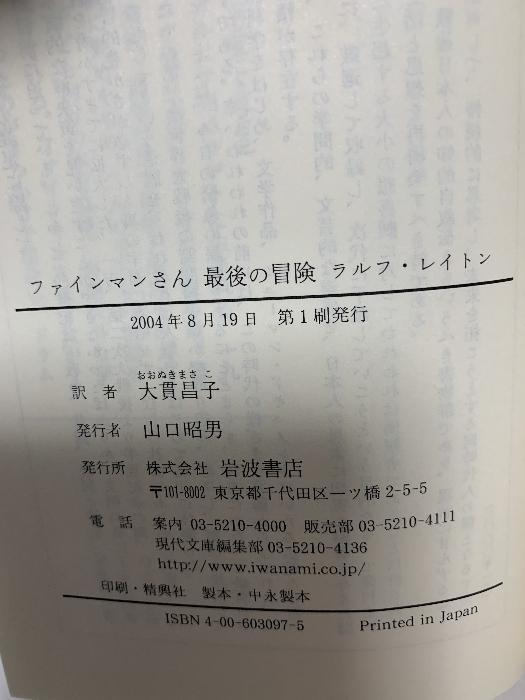 ファインマンさん 最後の冒険 ラルフ・レイトン
2004年8月19日 第1刷発行
おおぬきまさ こ
訳 者 大貫昌子
発行者 山口昭男
発行所 株式会社 岩波書店
〒101-8002 東京都千代田区一ツ橋2-5-5
電 話 案内 03-5210-4000 販売部 03-5210-4111
現代文庫編集部 03-5210-4136
http://www.iwanami.co.jp/
印刷・精興社 製本・中永製本
ISBN 4-00-603097-5 Printed in Japan